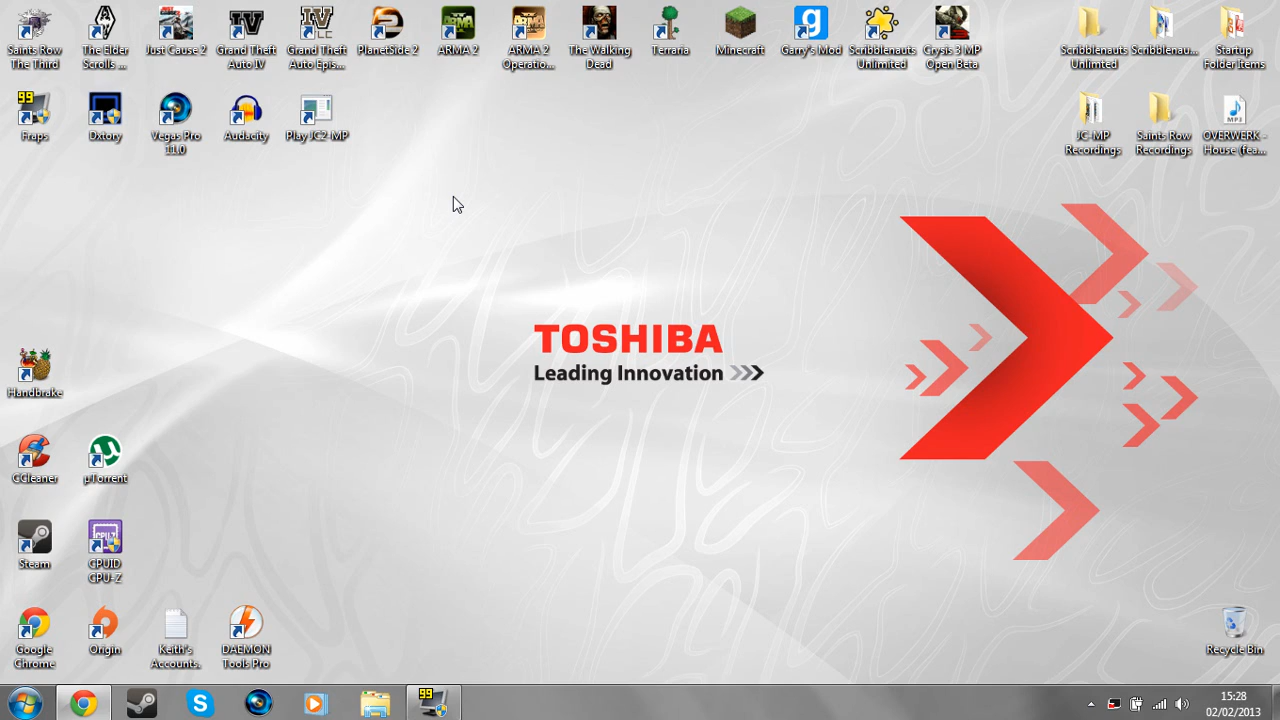 Saints Row
The Third
The Elder
Scrolls ...
Just Cause 2
Grand Theft
Auto IV
Grand Theft
Auto Epis...
PlanetSide 2
ARMA 2
ARMA 2
Operatio...
The Walking
Dead
Terraria
Minecraft
Garry's Mod
Scribblenauts
Unlimited
Crysis 3 MP
Open Beta
Scribblenauts
Unlimted
Scribblenau...
Startup
Folder Items
99
Fraps
Dxtory
Vegas Pro
11.0
Audacity
Play JC2-MP
JC-MP
Recordings
Saints Row
Recordings
MP3
OVERWERK -
House (fea...
TOSHIBA
Leading Innovation >>>
Handbrake
CCleaner
µTorrent
Steam
CPUID
CPU-Z
Google
Chrome
Origin
Keith's
Accounts.
DAEMON
Tools Pro
Recycle Bin
99
15:28
02/02/2013